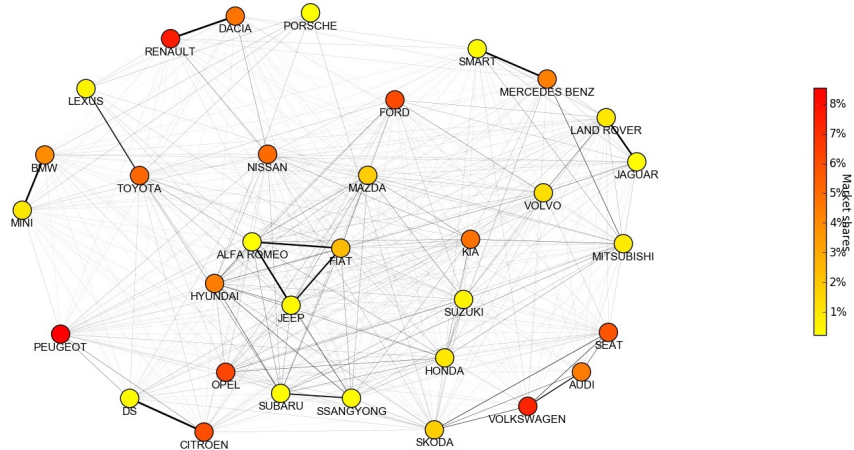 DACIA
PORSCHE
RENAULT
SMART
MERCEDES BENZ
LEXUS
FORD
LAND ROVER
BMW
TOYOTA
NISSAN
MAZDA
JAGUAR
VOLVO
MINI
ALFA ROMEO
FIAT
KIA
MITSUBISHI
HYUNDAI
JEEP
SUZUKI
PEUGEOT
SEAT
OPEL
HONDA
AUDI
DS
SUBARU
SSANGYONG
VOLKSWAGEN
CITROEN
SKODA
8%
7%
6%
5%
4%
3%
2%
1%
Magket shares